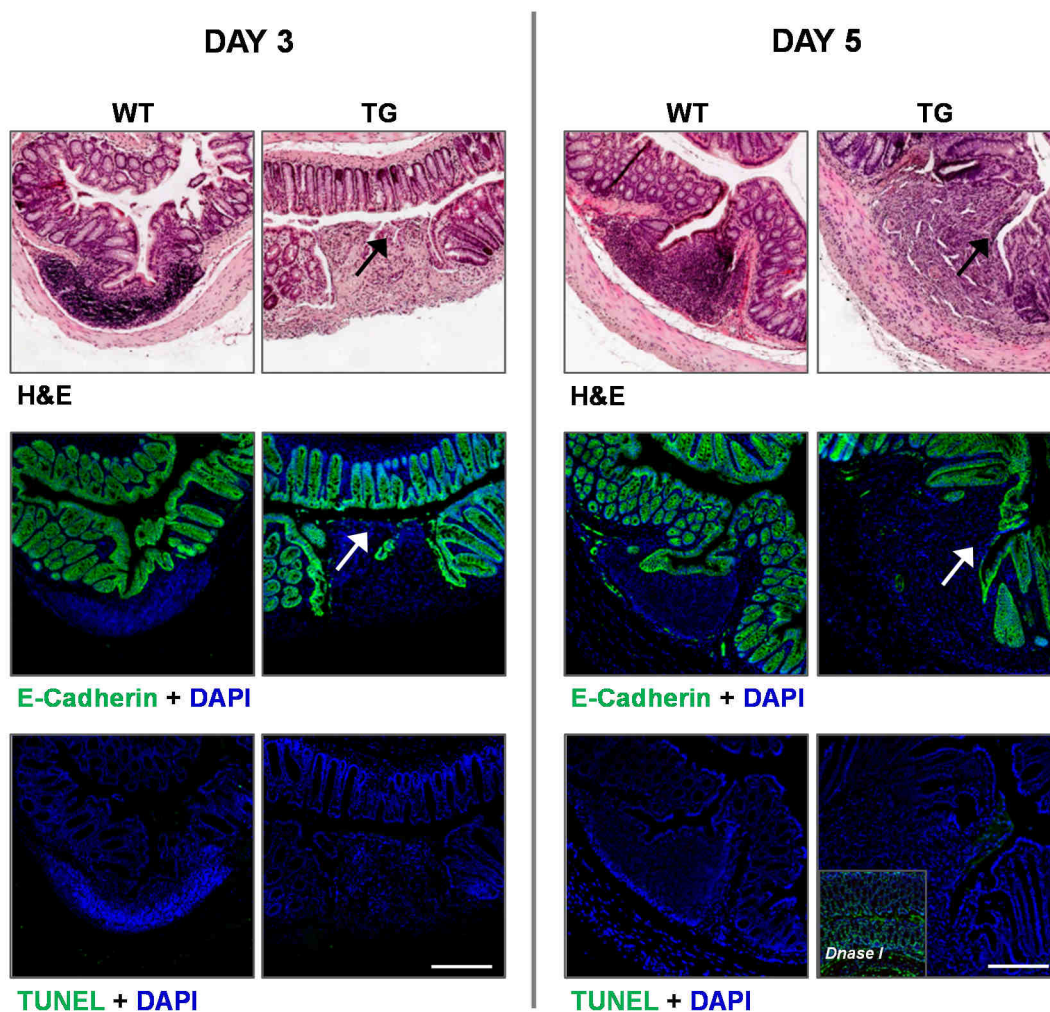 DAY 3
DAY 5
WT
TG
WT
TG
H&E
H&E
E-Cadherin + DAPI
E-Cadherin + DAPI
Dnase I
TUNEL + DAPI
TUNEL + DAPI